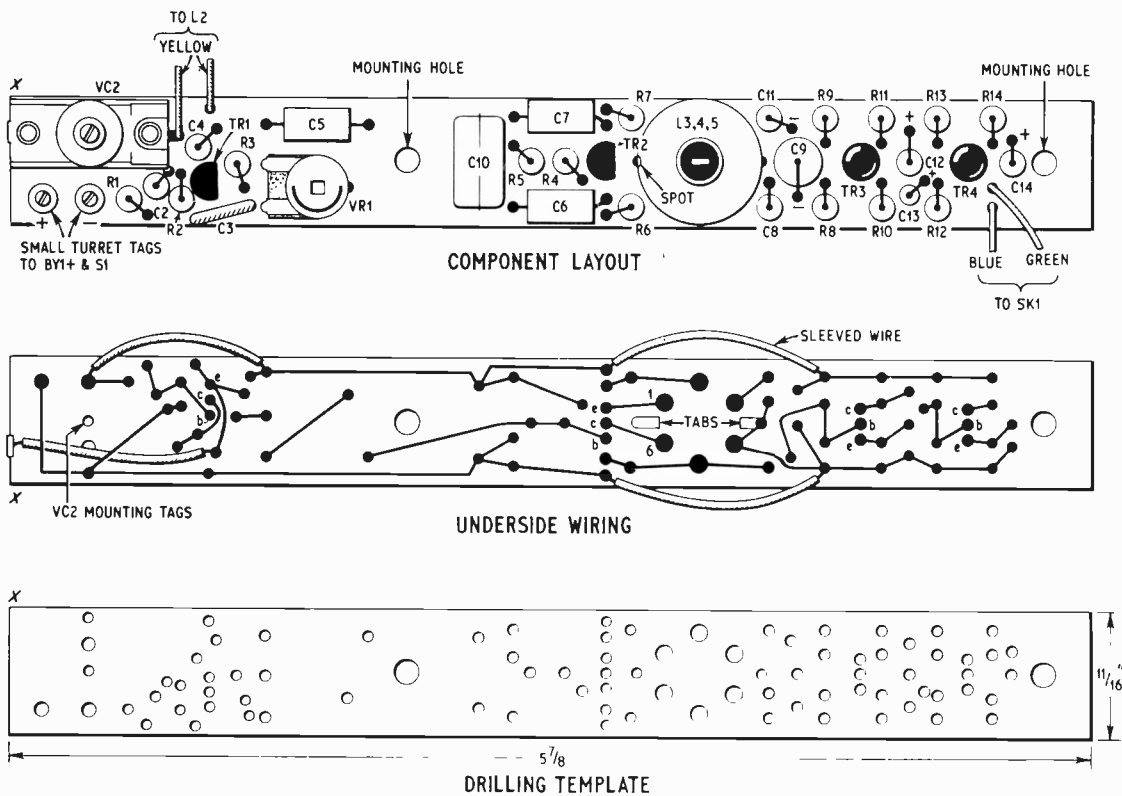 TO L2
YELLOW
MOUNTING HOLE
MOUNTING HOLE
X
VC2
C4
TR1
R3
C5
C7
R7
L3,4,5
C11
-
R9
R11
R13
R14
+
+
C10
R5
R4
TR2
C9
C12
+
R1
C2
R2
C3
VR1
C6
R6
SPOT
C8
-
R8
TR3
R10
C13
R12
TR4
C14
+
-
SMALL TURRET TAGS
TO BY1+ & S1
COMPONENT LAYOUT
BLUE
GREEN
TO SK1
SLEEVED WIRE
e
c
b
e
c
b
1
6
TABS
c
b
e
c
b
e
X
VC2 MOUNTING TAGS
UNDERSIDE WIRING
X
11/16"
5 7/8
DRILLING TEMPLATE